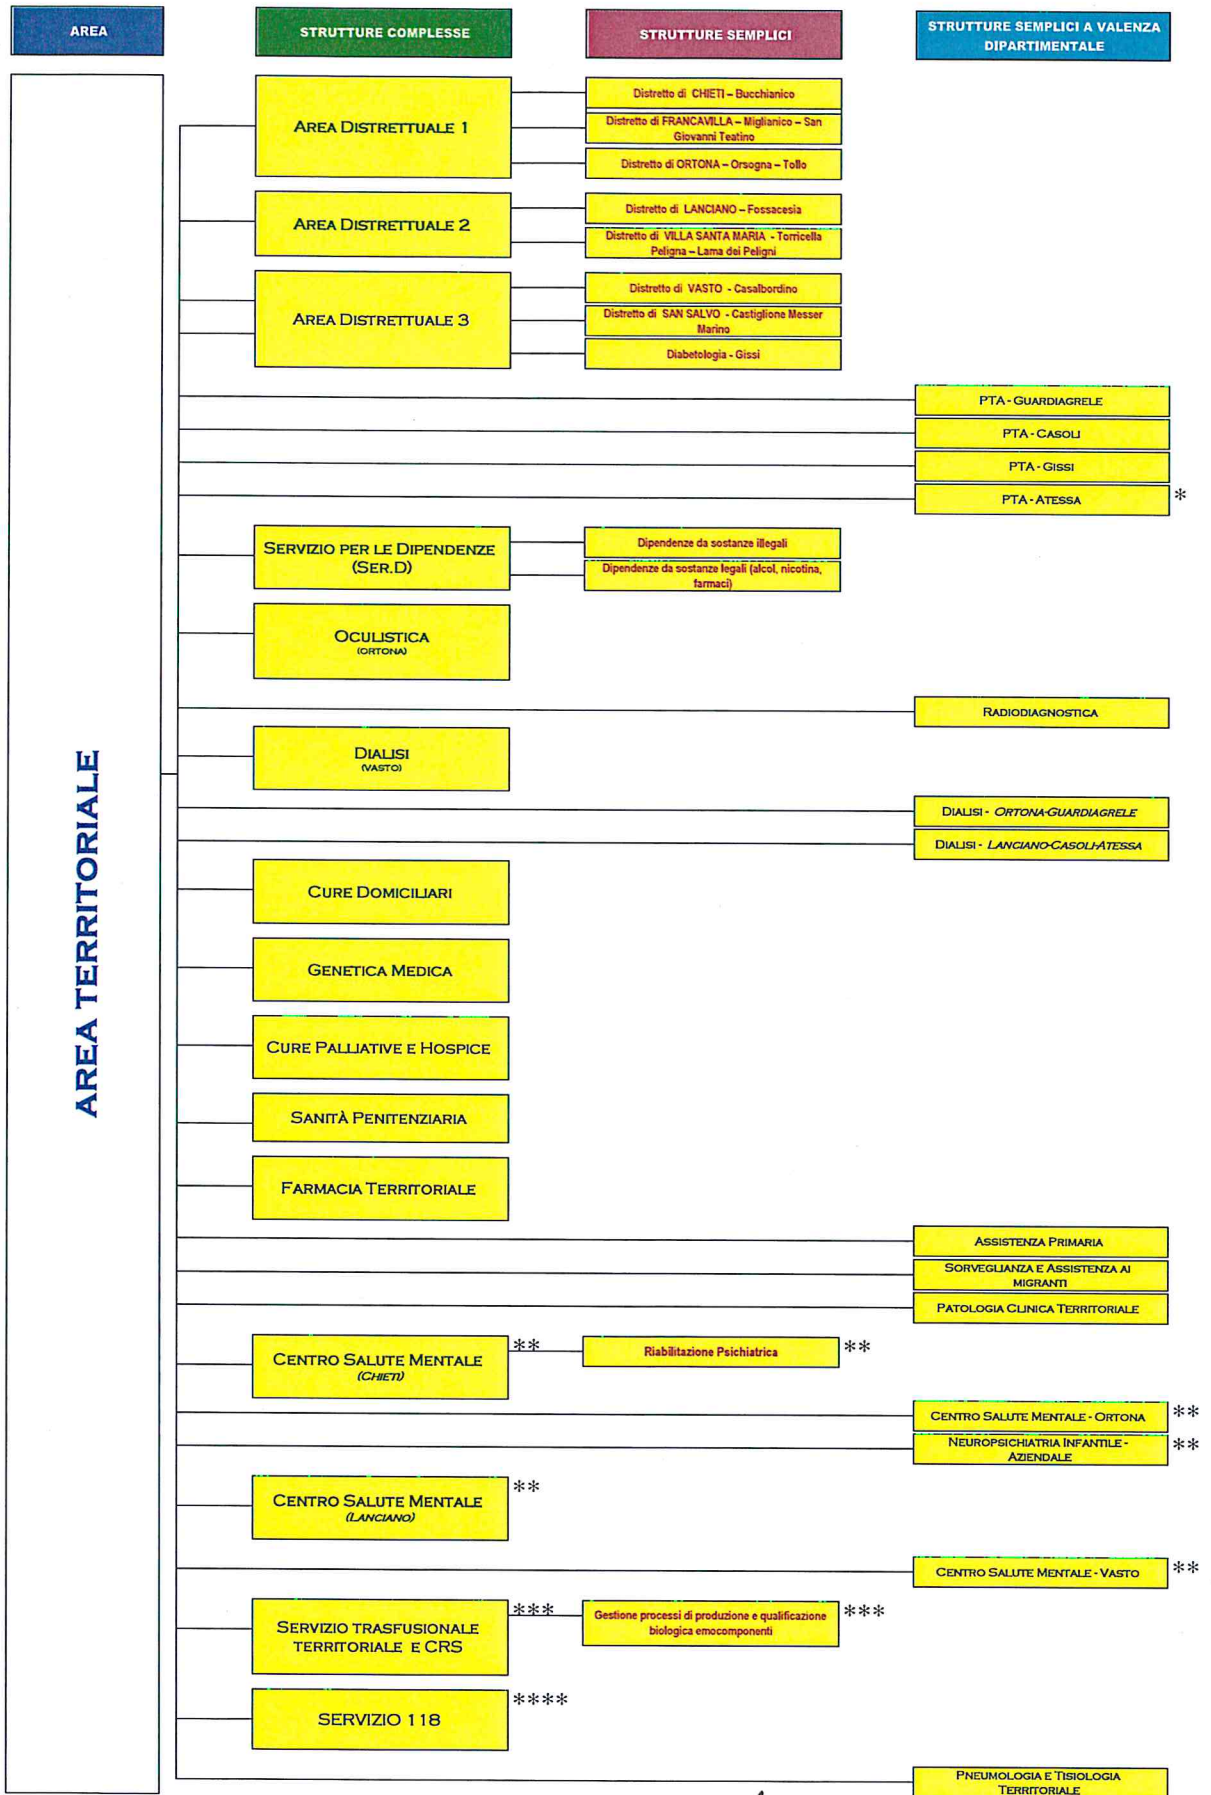 AREA
STRUTTURE COMPLESSE
STRUTTURE SEMPLICI
STRUTTURE SEMPLICI A VALENZA
DIPARTIMENTALE
AREA TERRITORIALE
AREA DISTRETTUALE 1
Distretto di CHIETI – Bucchianico
Distretto di FRANCAVILLA – Miglianico – San
Giovanni Teatino
Distretto di ORTONA – Orsogna – Tollo
AREA DISTRETTUALE 2
Distretto di LANCIANO – Fossacesia
Distretto di VILLA SANTA MARIA - Torricella
Peligna – Lama dei Peligni
AREA DISTRETTUALE 3
Distretto di VASTO - Casalbordino
Distretto di SAN SALVO - Castiglione Messer
Marino
Diabetologia - Gissi
PTA - GUARDIAGRELE
PTA - CASOLI
PTA - GISSI
PTA - ATESSA *
SERVIZIO PER LE DIPENDENZE
(SER.D)
Dipendenze da sostanze illegali
Dipendenze da sostanze legali (alcol, nicotina,
farmaci)
OCULISTICA
(ORTONA)
RADIODIAGNOSTICA
DIALISI
(VASTO)
DIALISI - ORTONA-GUARDIAGRELE
DIALISI - LANCIANO-CASOLI-ATESSA
CURE DOMICILIARI
GENETICA MEDICA
CURE PALLIATIVE E HOSPICE
SANITÀ PENITENZIARIA
FARMACIA TERRITORIALE
ASSISTENZA PRIMARIA
SORVEGLIANZA E ASSISTENZA AI
MIGRANTI
PATOLOGIA CLINICA TERRITORIALE
CENTRO SALUTE MENTALE **
(CHIETI)
Riabilitazione Psichiatrica **
CENTRO SALUTE MENTALE - ORTONA **
NEUROPSICHIATRIA INFANTILE - **
AZIENDALE
CENTRO SALUTE MENTALE **
(LANCIANO)
CENTRO SALUTE MENTALE - VASTO **
SERVIZIO TRASFUSIONALE ***
TERRITORIALE E CRS
Gestione processi di produzione e qualificazione ***
biologica emocomponenti
SERVIZIO 118 ****
PNEUMOLOGIA E TISIOLOGIA
TERRITORIALE